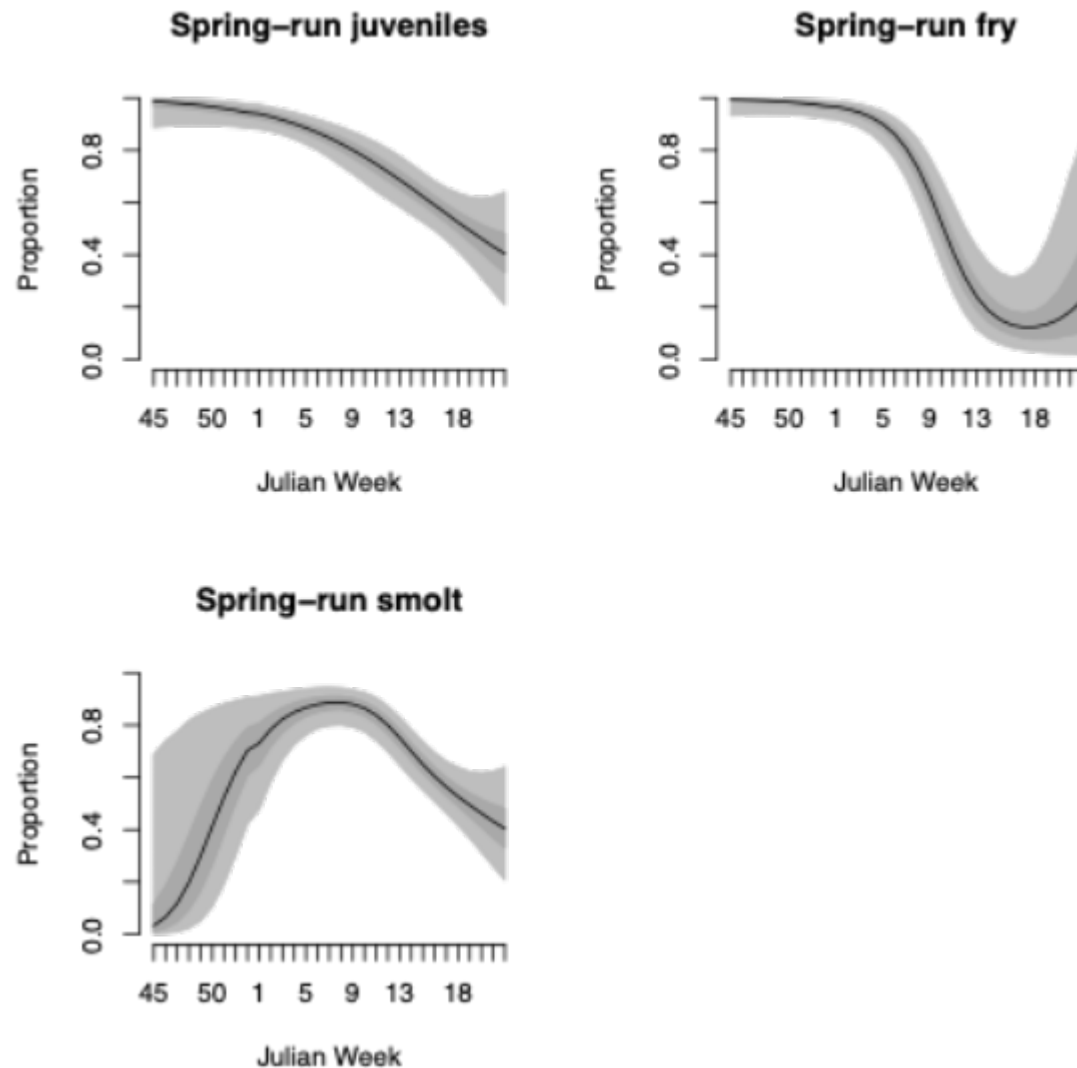 Spring–run juveniles
Proportion
0.0 0.4 0.8
45 50 1 5 9 13 18
Julian Week
Spring–run fry
Proportion
0.0 0.4 0.8
45 50 1 5 9 13 18
Julian Week
Spring–run smolt
Proportion
0.0 0.4 0.8
45 50 1 5 9 13 18
Julian Week